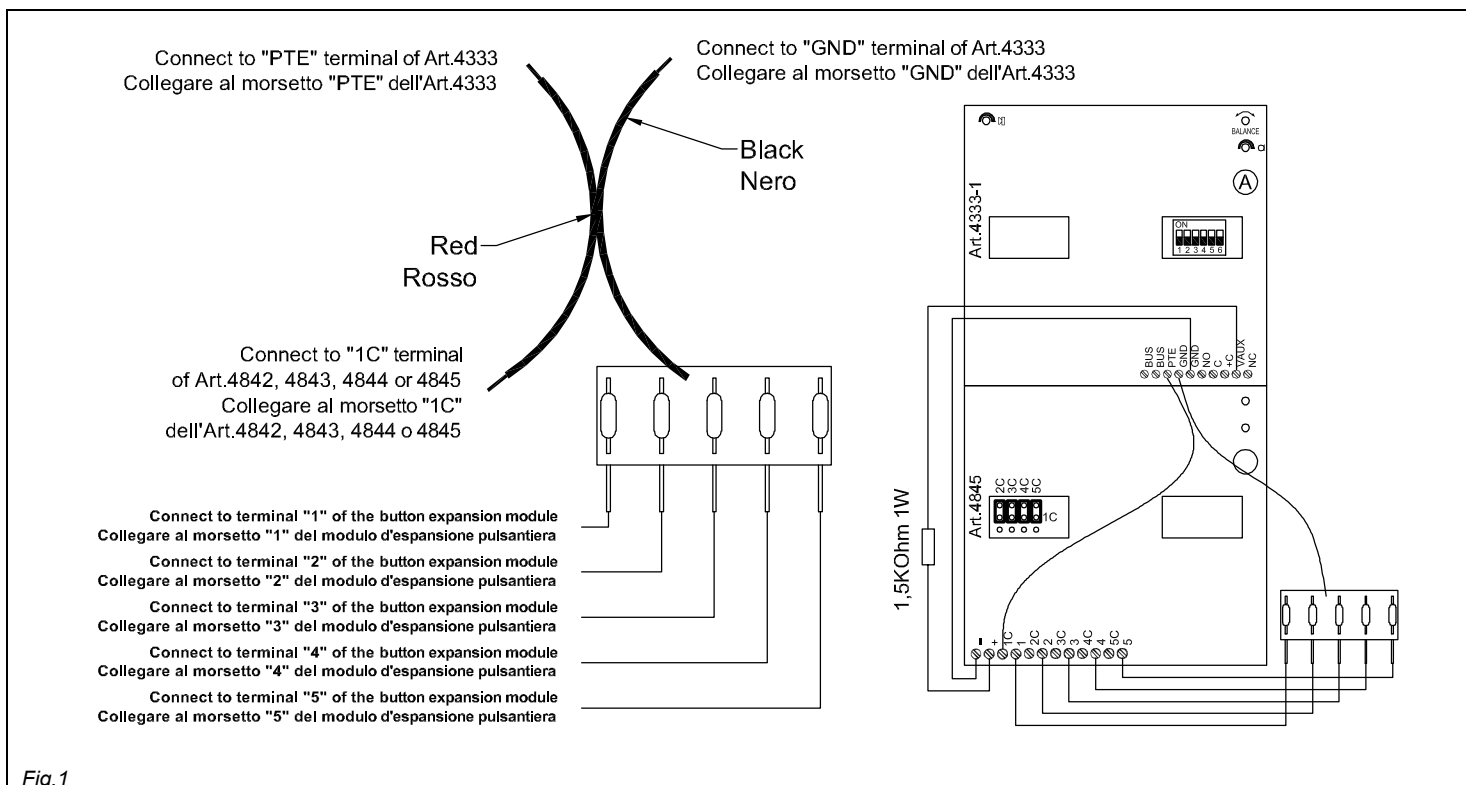 Connect to "PTE" terminal of Art.4333
Collegare al morsetto "PTE" dell'Art.4333
Connect to "GND" terminal of Art.4333
Collegare al morsetto "GND" dell'Art.4333
Black
Nero
Red
Rosso
Connect to "1C" terminal
of Art.4842, 4843, 4844 or 4845
Collegare al morsetto "1C"
dell'Art.4842, 4843, 4844 o 4845
Connect to terminal "1" of the button expansion module
Collegare al morsetto "1" del modulo d'espansione pulsantiera
Connect to terminal "2" of the button expansion module
Collegare al morsetto "2" del modulo d'espansione pulsantiera
Connect to terminal "3" of the button expansion module
Collegare al morsetto "3" del modulo d'espansione pulsantiera
Connect to terminal "4" of the button expansion module
Collegare al morsetto "4" del modulo d'espansione pulsantiera
Connect to terminal "5" of the button expansion module
Collegare al morsetto "5" del modulo d'espansione pulsantiera
BALANCE
A
Art.4333-1
ON
1 2 3 4 5 6
BUS
BUS
PTE
GND
GND
NO
C
+C
VAUX
NC
Art.4845
2C
3C
4C
5C
1C
1,5KOhm 1W
-
+
1C
1
2C
2
3C
3
4C
4
5C
5
Fig.1